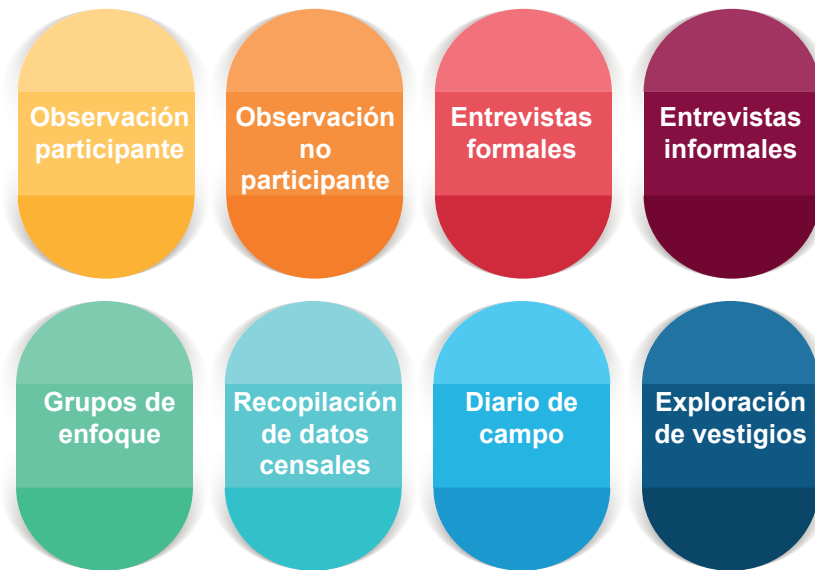 Observación
participante
Observación
no
participante
Entrevistas
formales
Entrevistas
informales
Grupos de
enfoque
Recopilación
de datos
censales
Diario de
campo
Exploración
de vestigios